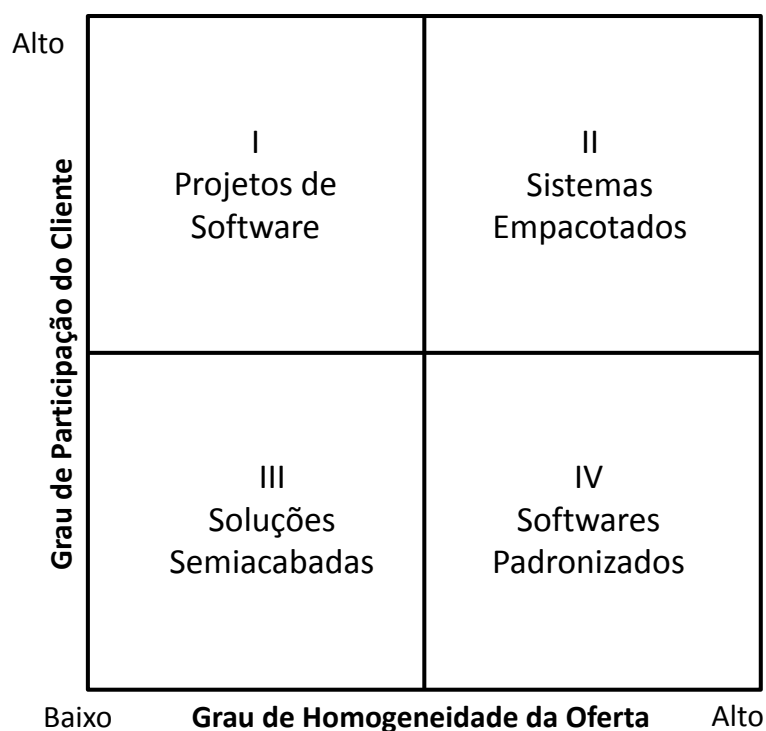 Alto
I
Projetos de
Software
II
Sistemas
Empacotados
Grau de Participação do Cliente
III
Soluções
Semiacabadas
IV
Softwares
Padronizados
Baixo
Grau de Homogeneidade da Oferta
Alto